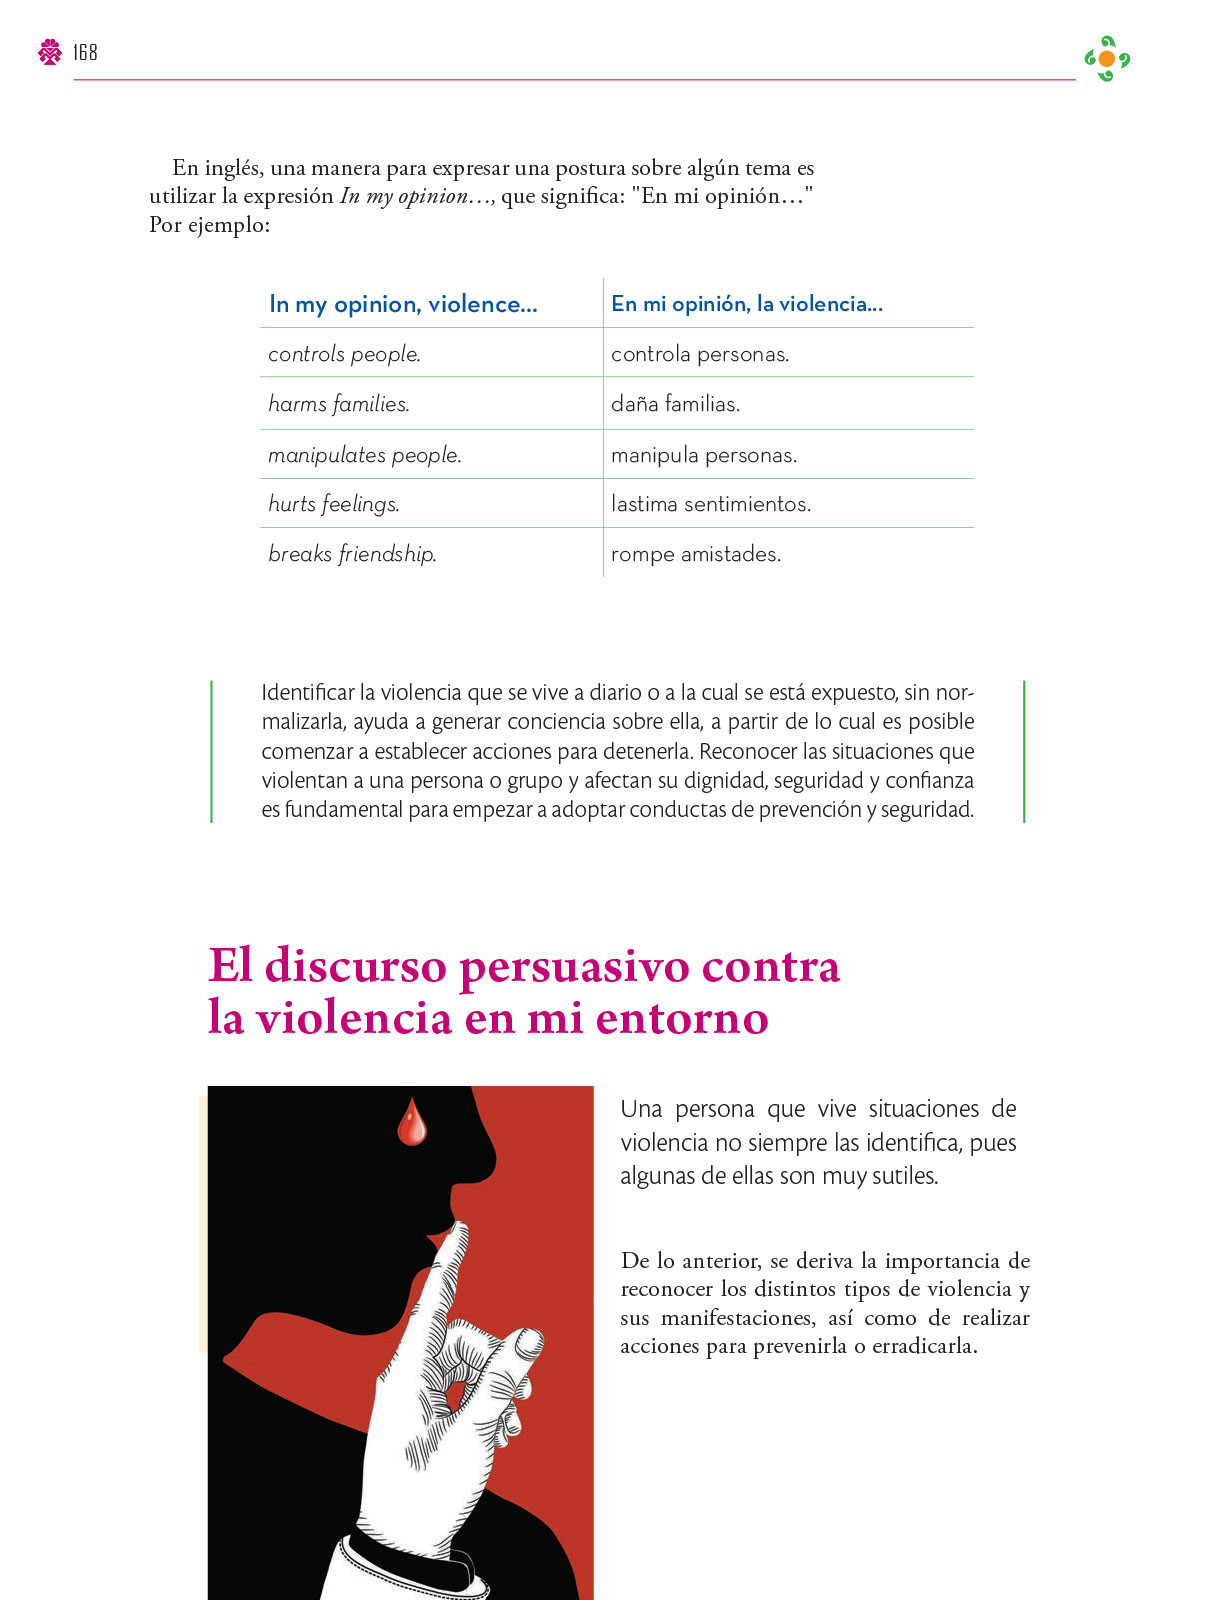 168
En inglés, una manera para expresar una postura sobre algún tema es
utilizar la expresión In my opinion…, que significa: "En mi opinión…"
Por ejemplo:
In my opinion, violence... En mi opinión, la violencia...
controls people. controla personas.
harms families. daña familias.
manipulates people. manipula personas.
hurts feelings. lastima sentimientos.
breaks friendship. rompe amistades.
Identificar la violencia que se vive a diario o a la cual se está expuesto, sin nor-
malizarla, ayuda a generar conciencia sobre ella, a partir de lo cual es posible
comenzar a establecer acciones para detenerla. Reconocer las situaciones que
violentan a una persona o grupo y afectan su dignidad, seguridad y confianza
es fundamental para empezar a adoptar conductas de prevención y seguridad.
El discurso persuasivo contra
la violencia en mi entorno
Una persona que vive situaciones de
violencia no siempre las identifica, pues
algunas de ellas son muy sutiles.
De lo anterior, se deriva la importancia de
reconocer los distintos tipos de violencia y
sus manifestaciones, así como de realizar
acciones para prevenirla o erradicarla.